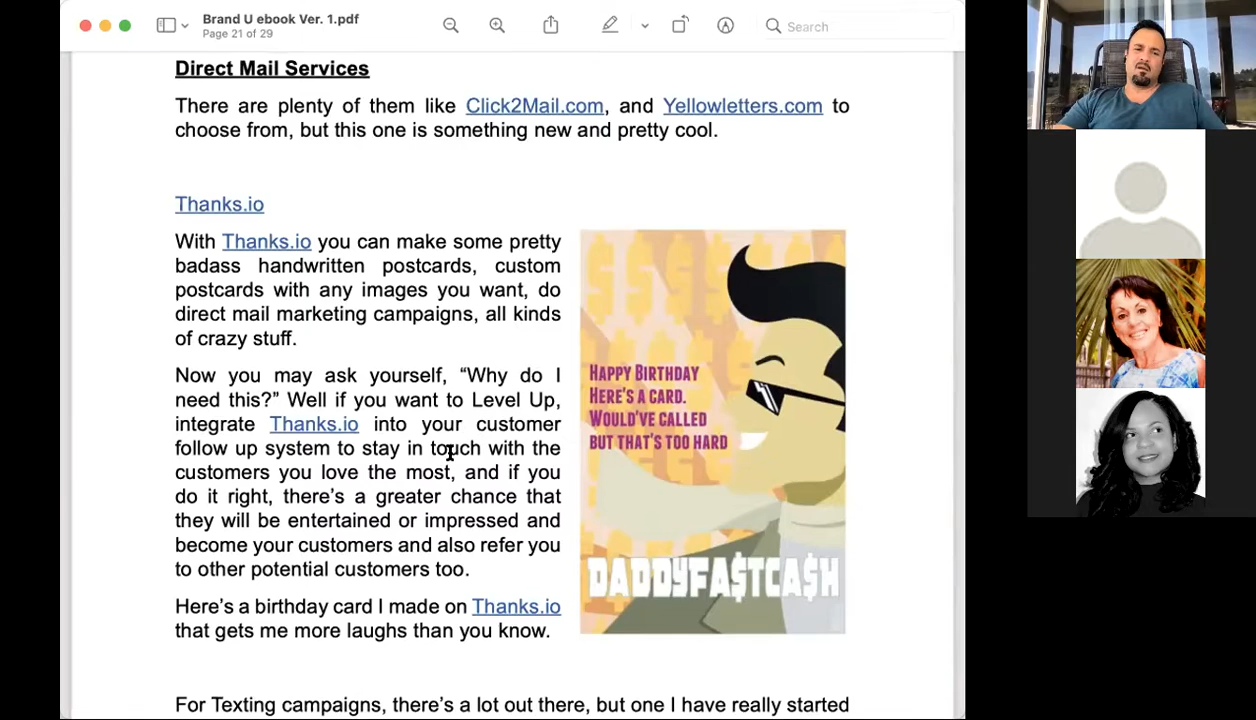 Brand U ebook Ver. 1.pdf
Page 21 of 29
Search
Direct Mail Services
There are plenty of them like Click2Mail.com, and Yellowletters.com to
choose from, but this one is something new and pretty cool.
Thanks.io
With Thanks.io you can make some pretty
badass handwritten postcards, custom
postcards with any images you want, do
direct mail marketing campaigns, all kinds
of crazy stuff.
Now you may ask yourself, “Why do I
need this?” Well if you want to Level Up,
integrate Thanks.io into your customer
follow up system to stay in touch with the
customers you love the most, and if you
do it right, there’s a greater chance that
they will be entertained or impressed and
become your customers and also refer you
to other potential customers too.
Here’s a birthday card I made on Thanks.io
that gets me more laughs than you know.
HAPPY BIRTHDAY
HERE'S A CARD.
WOULD'VE CALLED
BUT THAT'S TOO HARD
DADDYFA$TCA$H
For Texting campaigns, there’s a lot out there, but one I have really started